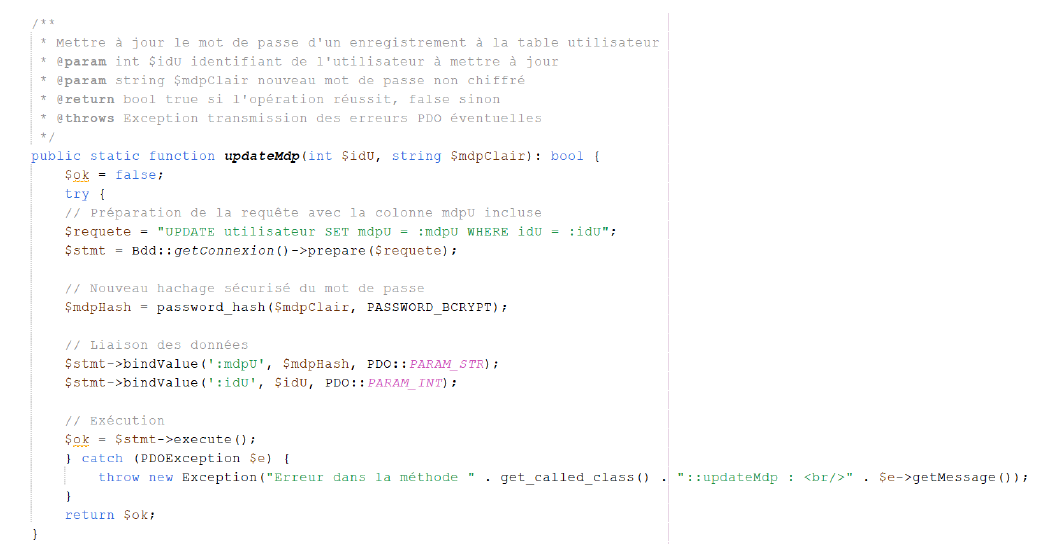 /**
 * Mettre à jour le mot de passe d'un enregistrement à la table utilisateur
 * @param int $idU identifiant de l'utilisateur à mettre à jour
 * @param string $mdpClair nouveau mot de passe non chiffré
 * @return bool true si l'opération réussit, false sinon
 * @throws Exception transmission des erreurs PDO éventuelles
 */
public static function updateMdp(int $idU, string $mdpClair): bool {
    $ok = false;
    try {
    // Préparation de la requête avec la colonne mdpU incluse
    $requete = "UPDATE utilisateur SET mdpU = :mdpU WHERE idU = :idU";
    $stmt = Bdd::getConnexion()->prepare($requete);

    // Nouveau hachage sécurisé du mot de passe
    $mdpHash = password_hash($mdpClair, PASSWORD_BCRYPT);

    // Liaison des données
    $stmt->bindValue(':mdpU', $mdpHash, PDO::PARAM_STR);
    $stmt->bindValue(':idU', $idU, PDO::PARAM_INT);

    // Exécution
    $ok = $stmt->execute();
    } catch (PDOException $e) {
        throw new Exception("Erreur dans la méthode " . get_called_class() . "::updateMdp : <br/>" . $e->getMessage());
    }
    return $ok;
}